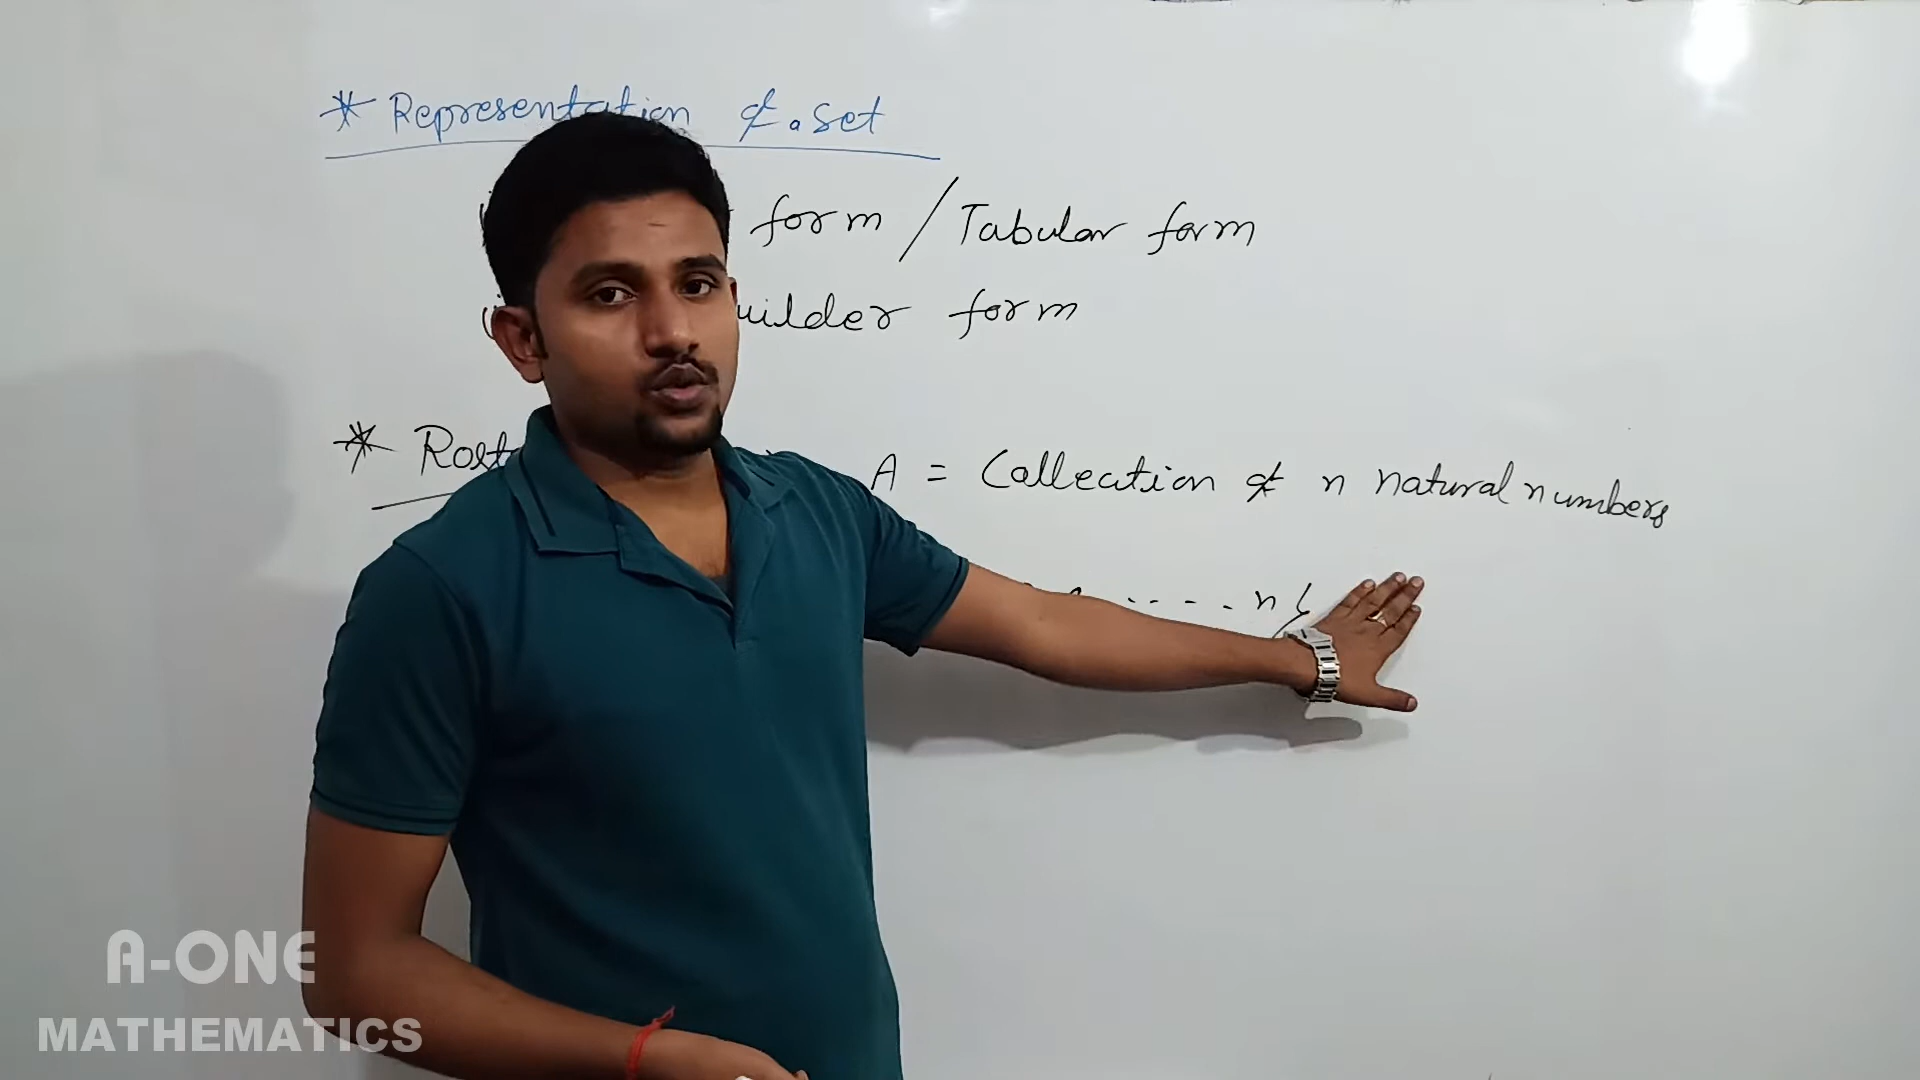 * Representation of a set
form / Tabular form
uilder form
* Rost
A = Collection of n natural numbers
.... n}
A-ONE
MATHEMATICS